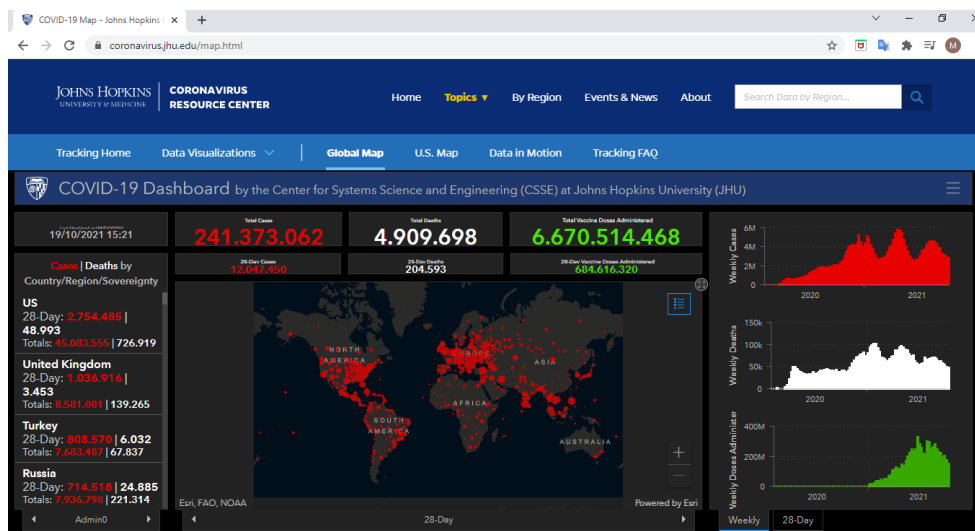 COVID-19 Map - Johns Hopkins
coronavirus.jhu.edu/map.html
M
JOHNS HOPKINS
UNIVERSITY & MEDICINE
CORONAVIRUS
RESOURCE CENTER
Home
Topics ▾
By Region
Events & News
About
Search Data by Region...
Tracking Home
Data Visualizations
Global Map
U.S. Map
Data in Motion
Tracking FAQ
COVID-19 Dashboard by the Center for Systems Science and Engineering (CSSE) at Johns Hopkins University (JHU)
19/10/2021 15:21
Total Cases
241.373.062
Total Deaths
4.909.698
Total Vaccine Doses Administered
6.670.514.468
28-Day Cases
12.047.450
28-Day Deaths
204.593
28-Day Vaccine Doses Administered
684.616.320
Cases | Deaths by
Country/Region/Sovereignty
US
28-Day: 2.754.485 |
48.993
Totals: 45.083.555 | 726.919
United Kingdom
28-Day: 1.036.916 |
3.453
Totals: 8.581.081 | 139.265
Turkey
28-Day: 808.570 | 6.032
Totals: 7.683.487 | 67.837
Russia
28-Day: 714.518 | 24.885
Totals: 7.936.798 | 221.314
Admin0
NORTH
AMERICA
EUROPE
ASIA
AFRICA
SOUTH
AMERICA
AUSTRALIA
Esri, FAO, NOAA
Powered by Esri
28-Day
Weekly Cases
6M
4M
2M
0
2020
2021
Weekly Deaths
150k
100k
50k
0
2020
2021
Weekly Doses Administer
400M
200M
0
2020
2021
Weekly
28-Day